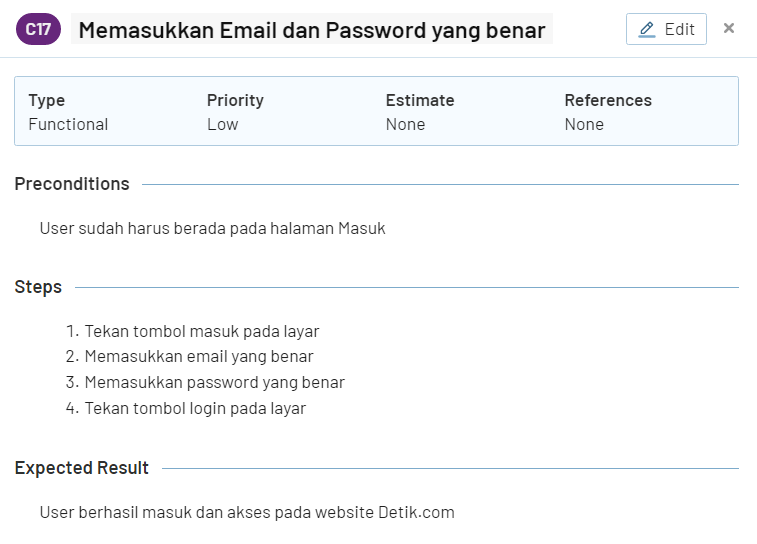 C17 Memasukkan Email dan Password yang benar Edit ×
Type Priority Estimate References
Functional Low None None
Preconditions
User sudah harus berada pada halaman Masuk
Steps
1. Tekan tombol masuk pada layar
2. Memasukkan email yang benar
3. Memasukkan password yang benar
4. Tekan tombol login pada layar
Expected Result
User berhasil masuk dan akses pada website Detik.com